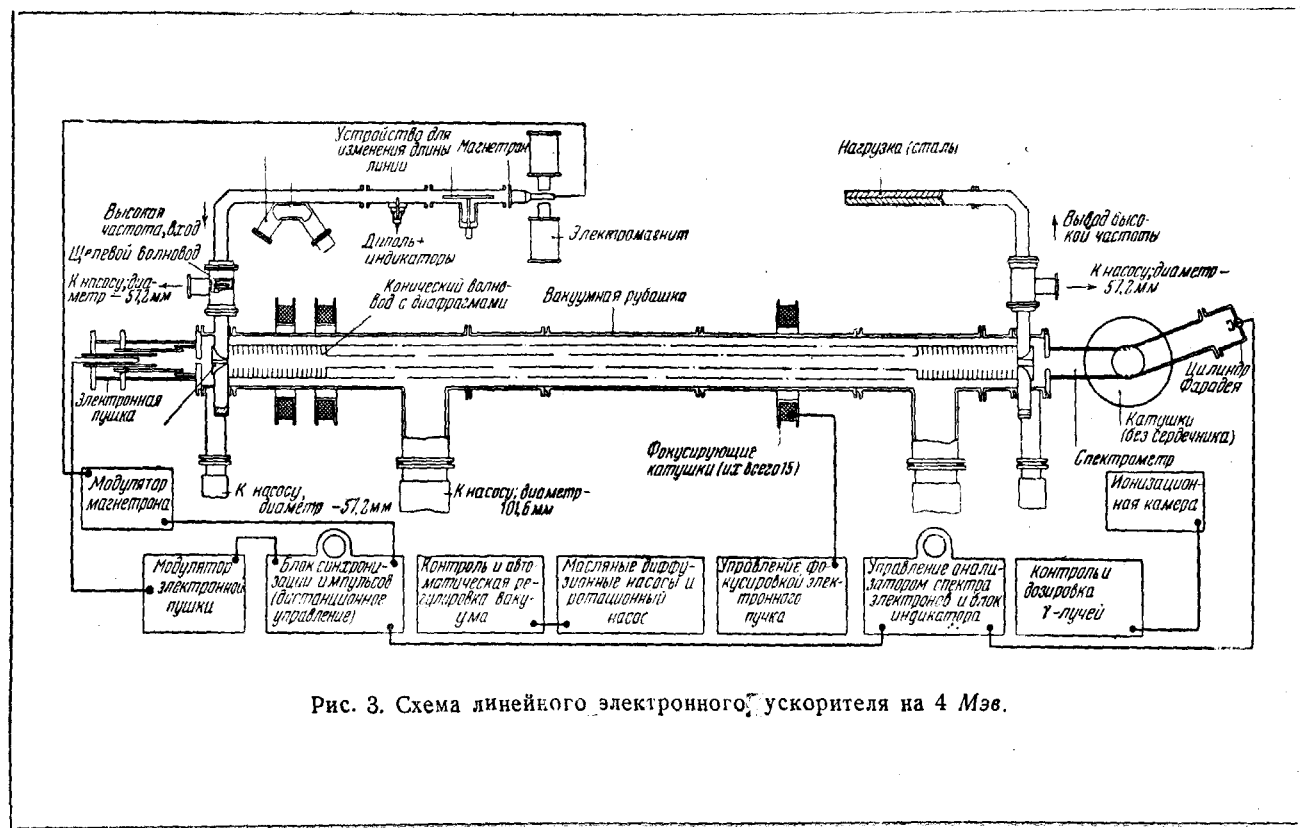 Устройство для
изменения длины
линии
Магнетрон
Нагрузка (сталь)
Высокая
частота, вход
Щелевой волновод
К насосу; диа-
метр — 57,2 мм
Диполь+
индикаторы
Электромагнит
Вывод высо-
кой частоты
К насосу; диаметр —
57,2 мм
Конический волно-
вод с диафрагмами
Вакуумная рубашка
Электронная
пушка
Цилиндр
Фарадея
Катушки
(без сердечника)
Спектрометр
Фокусирующие
катушки (их всего 15)
К насосу,
диаметр — 57,2 мм
К насосу; диаметр —
101,6 мм
Модулятор
магнетрона
Ионизацион-
ная камера
Модулятор
электронной
пушки
Блок синхрони-
зации импульсов
(дистанционное
управление)
Контроль и авто-
матическая ре-
гулировка ваку-
ума
Масляные диффу-
зионные насосы и
ротационный
насос
Управление фо-
кусировкой элек-
тронного
пучка
Управление анали-
затором спектра
электронов и блок
индикатора
Контроль и
дозировка
γ-лучей
Рис. 3. Схема линейного электронного ускорителя на 4 Мэв.